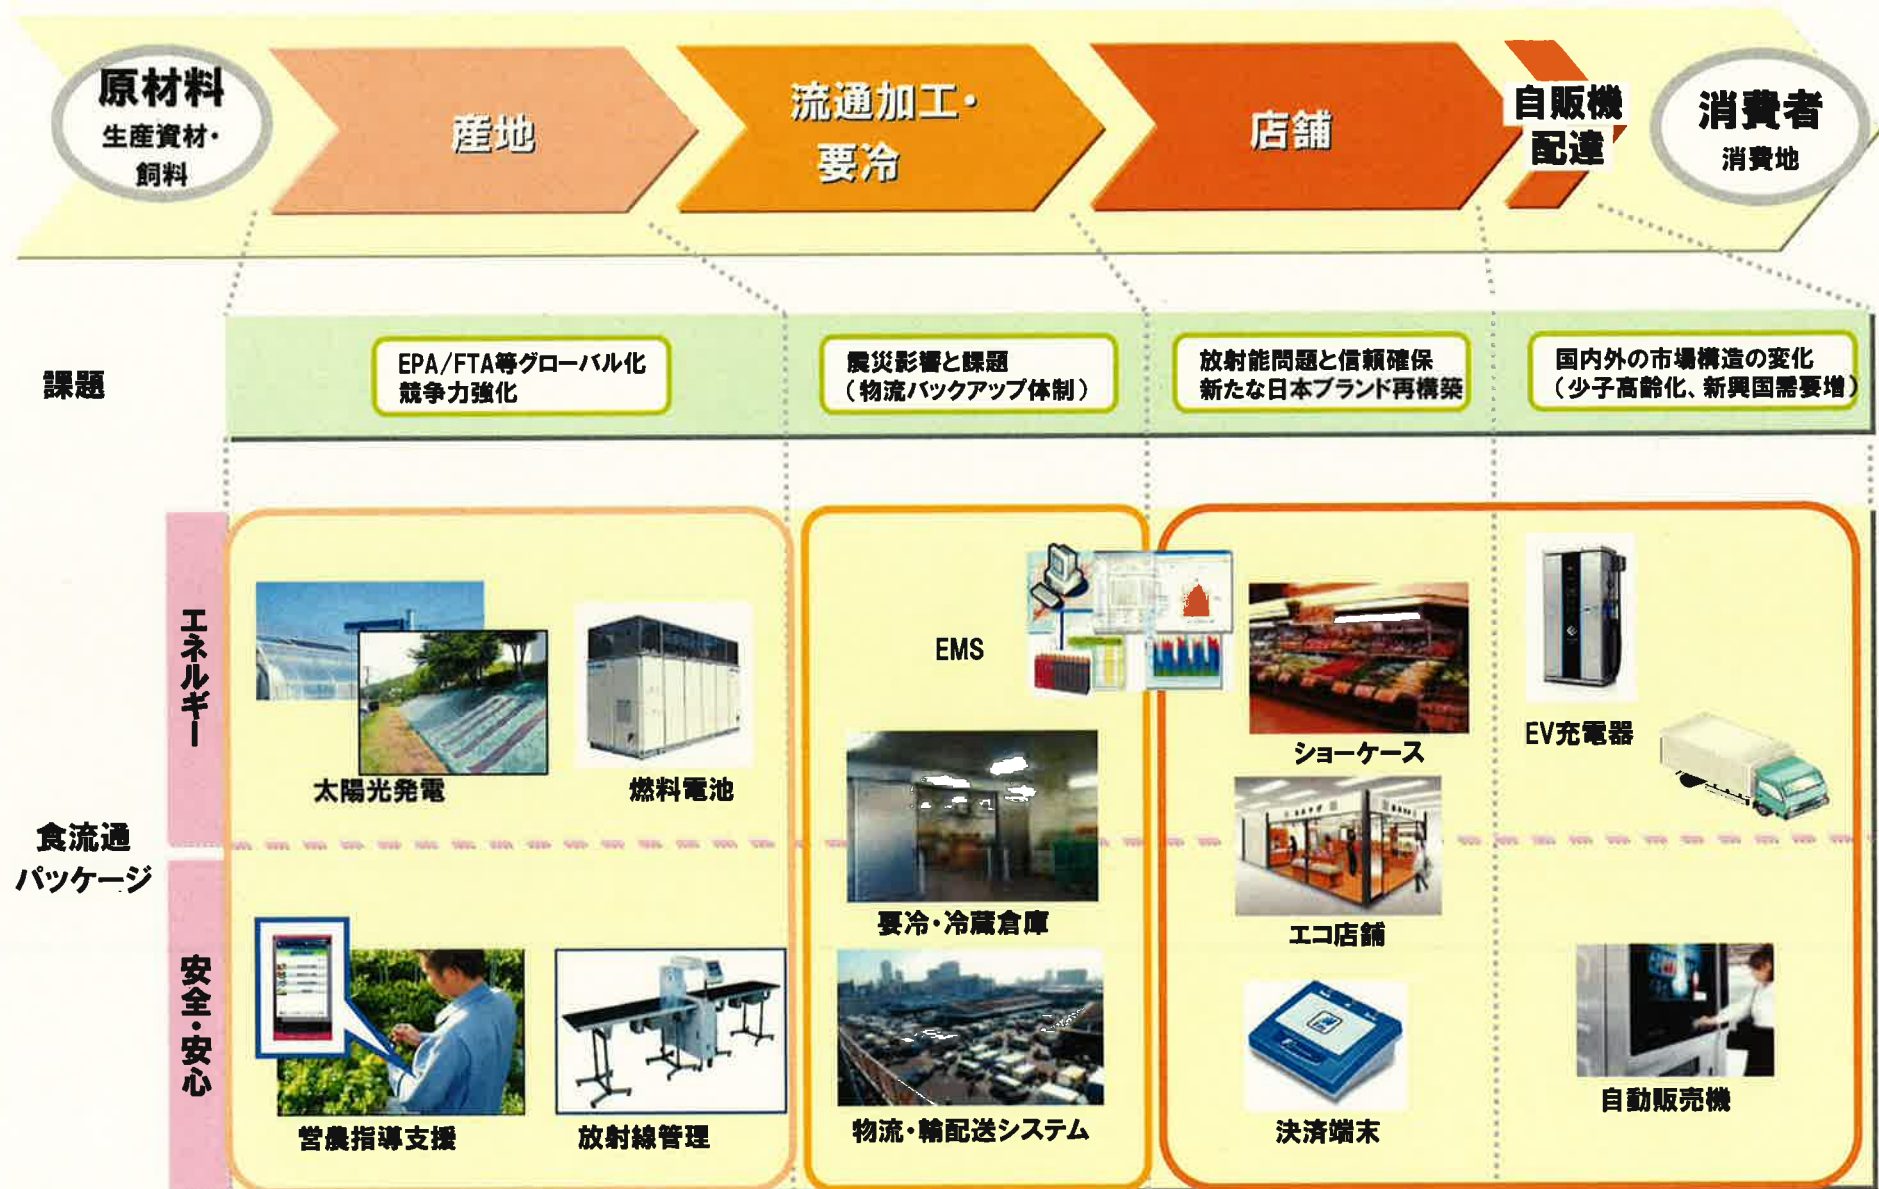 原材料
生産資材・
飼料
産地
流通加工・
要冷
店舗
自販機
配達
消費者
消費地
課題
EPA/FTA等グローバル化
競争力強化
震災影響と課題
(物流バックアップ体制)
放射能問題と信頼確保
新たな日本ブランド再構築
国内外の市場構造の変化
(少子高齢化、新興国需要増)
食流通
パッケージ
エネルギー
太陽光発電
燃料電池
EMS
要冷・冷蔵倉庫
ショーケース
エコ店舗
EV充電器
安全・安心
営農指導支援
放射線管理
物流・輸配送システム
決済端末
自動販売機